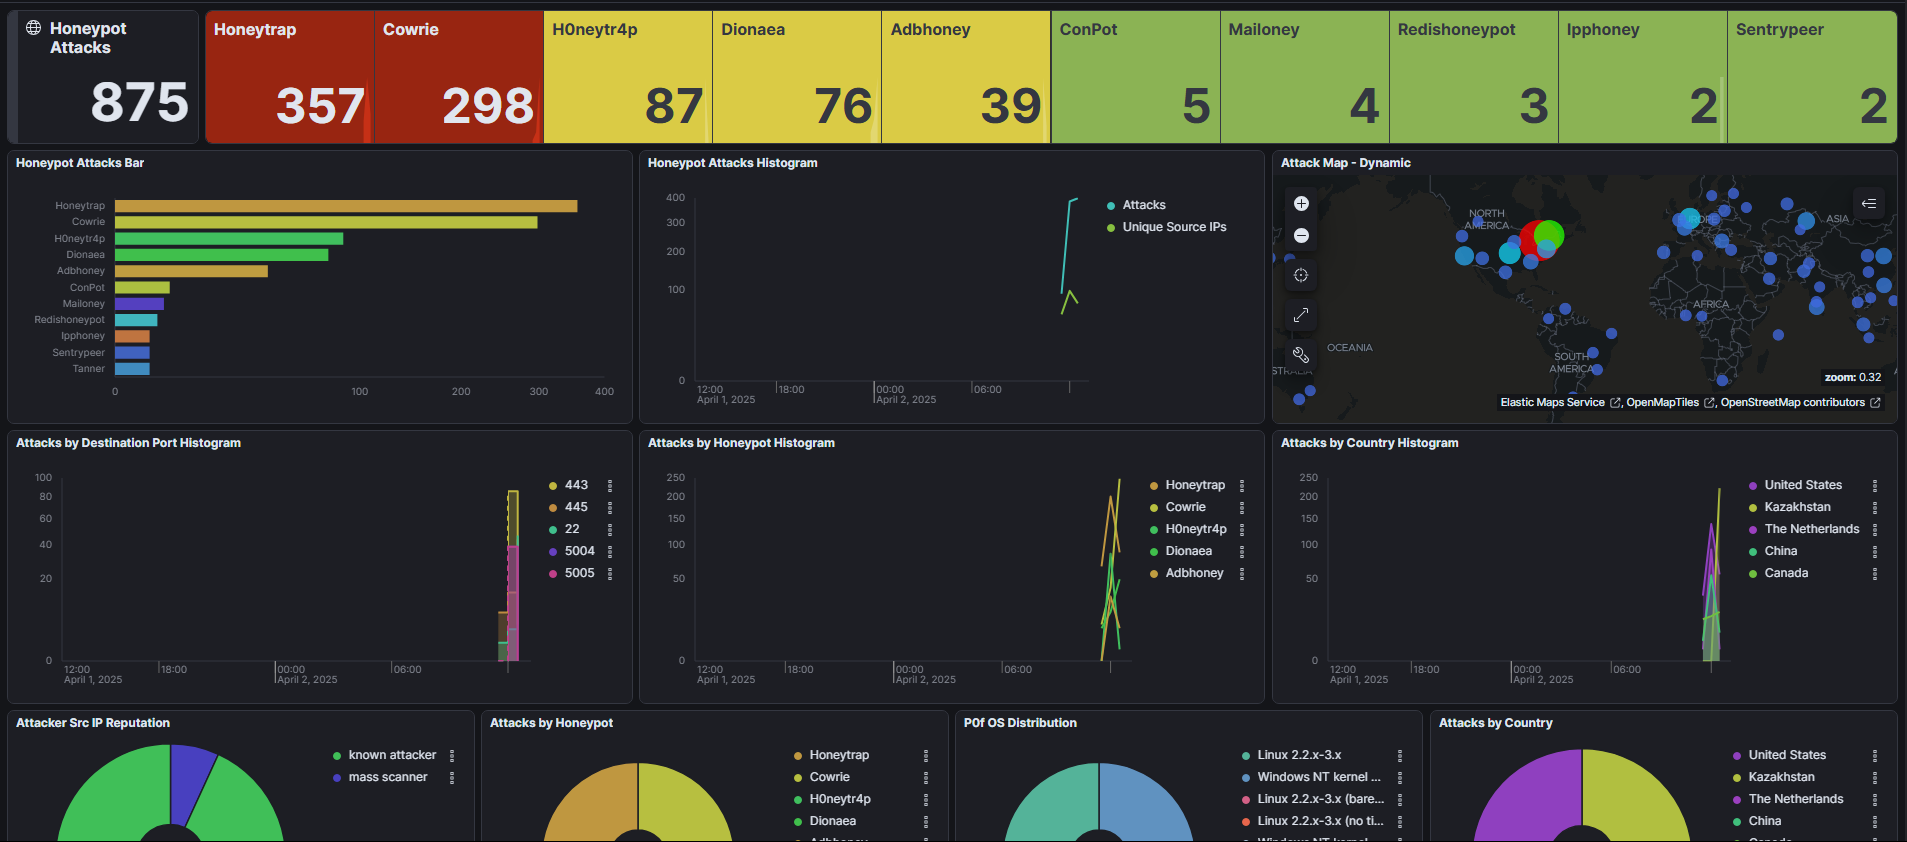 Honeypot
Attacks
875
Honeytrap
357
Cowrie
298
H0neytr4p
87
Dionaea
76
Adbhoney
39
ConPot
5
Mailoney
4
Redishoneypot
3
Ipphoney
2
Sentrypeer
2
Honeypot Attacks Bar
Honeytrap
Cowrie
H0neytr4p
Dionaea
Adbhoney
ConPot
Mailoney
Redishoneypot
Ipphoney
Sentrypeer
Tanner
0 100 200 300 400
Honeypot Attacks Histogram
400
300
200
100
0
12:00 18:00 00:00 06:00
April 1, 2025 April 2, 2025
Attacks
Unique Source IPs
Attack Map - Dynamic
NORTH
AMERICA
ASIA
AFRICA
OCEANIA
SOUTH
AMERICA
zoom: 0.32
Elastic Maps Service, OpenMapTiles, OpenStreetMap contributors
Attacks by Destination Port Histogram
100
80
60
40
20
0
12:00 18:00 00:00 06:00
April 1, 2025 April 2, 2025
443
445
22
5004
5005
Attacks by Honeypot Histogram
250
200
150
100
50
0
12:00 18:00 00:00 06:00
April 1, 2025 April 2, 2025
Honeytrap
Cowrie
H0neytr4p
Dionaea
Adbhoney
Attacks by Country Histogram
250
200
150
100
50
0
12:00 18:00 00:00 06:00
April 1, 2025 April 2, 2025
United States
Kazakhstan
The Netherlands
China
Canada
Attacker Src IP Reputation
known attacker
mass scanner
Attacks by Honeypot
Honeytrap
Cowrie
H0neytr4p
Dionaea
Adbhoney
P0f OS Distribution
Linux 2.2.x-3.x
Windows NT kernel ...
Linux 2.2.x-3.x (bare...
Linux 2.2.x-3.x (no ti...
Windows NT kernel
Attacks by Country
United States
Kazakhstan
The Netherlands
China
Canada